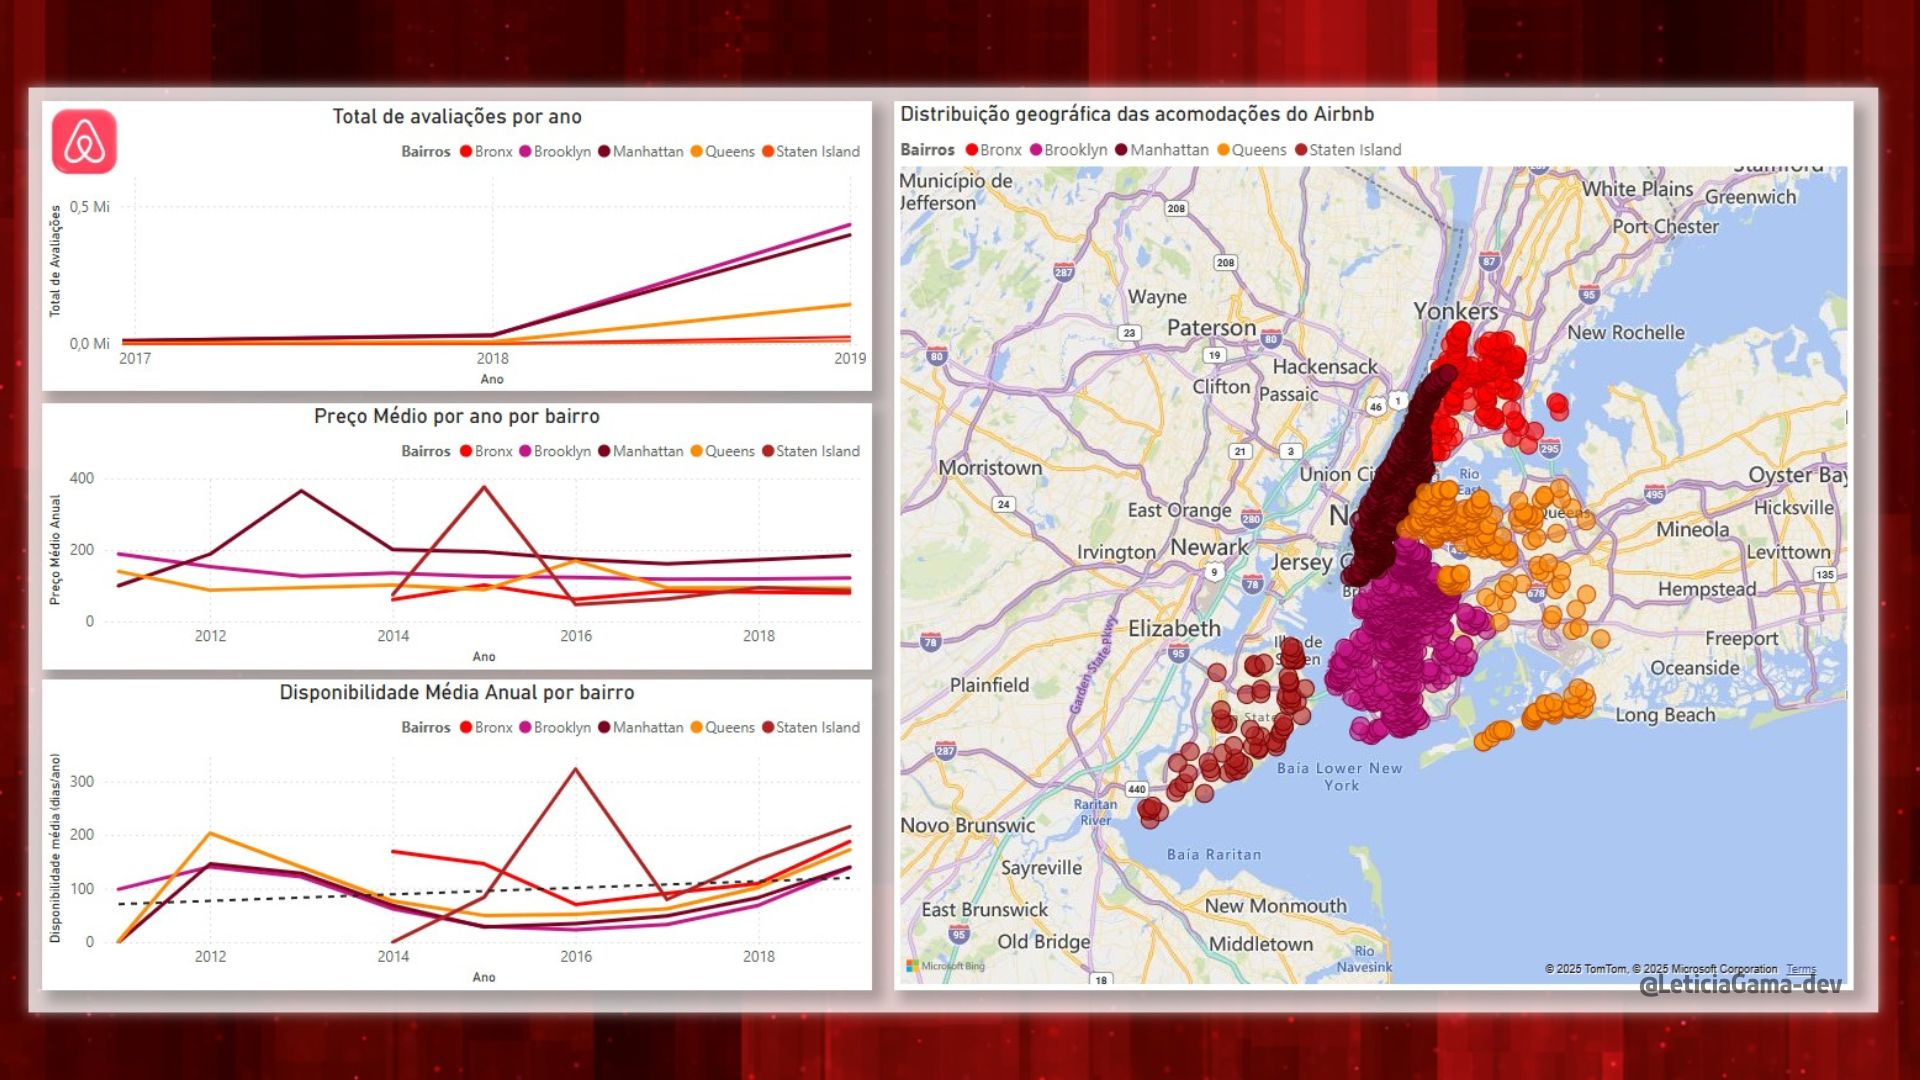 Total de avaliações por ano
Bairros Bronx Brooklyn Manhattan Queens Staten Island
Total de Avaliações
0,5 Mi
0,0 Mi
2017 2018 2019
Ano
Preço Médio por ano por bairro
Bairros Bronx Brooklyn Manhattan Queens Staten Island
Preço Médio Anual
400
200
0
2012 2014 2016 2018
Ano
Disponibilidade Média Anual por bairro
Bairros Bronx Brooklyn Manhattan Queens Staten Island
Disponibilidade média (dias/ano)
300
200
100
0
2012 2014 2016 2018
Ano
Distribuição geográfica das acomodações do Airbnb
Bairros Bronx Brooklyn Manhattan Queens Staten Island
Município de
Jefferson
White Plains
Greenwich
208
Port Chester
87
208
287
95
Wayne
Yonkers
23
Paterson
80
New Rochelle
19
80
Hackensack
Clifton
Passaic
46
1
295
21
3
Morristown
Union
Rio
Oyster Bay
495
24
Hicksville
East Orange
280
Queens
Mineola
Irvington
Newark
Levittown
Jersey
9
135
78
678
Hempstead
Elizabeth
78
95
Freeport
Oceanside
Garden State Pkwy
Plainfield
Long Beach
287
Baía Lower New
York
440
Raritan
River
Novo Brunswic
Baía Raritan
Sayreville
East Brunswick
New Monmouth
95
Old Bridge
Middletown
Rio
Navesink
18
Microsoft Bing
© 2025 TomTom, © 2025 Microsoft Corporation Terms
@LeticiaGama-dev